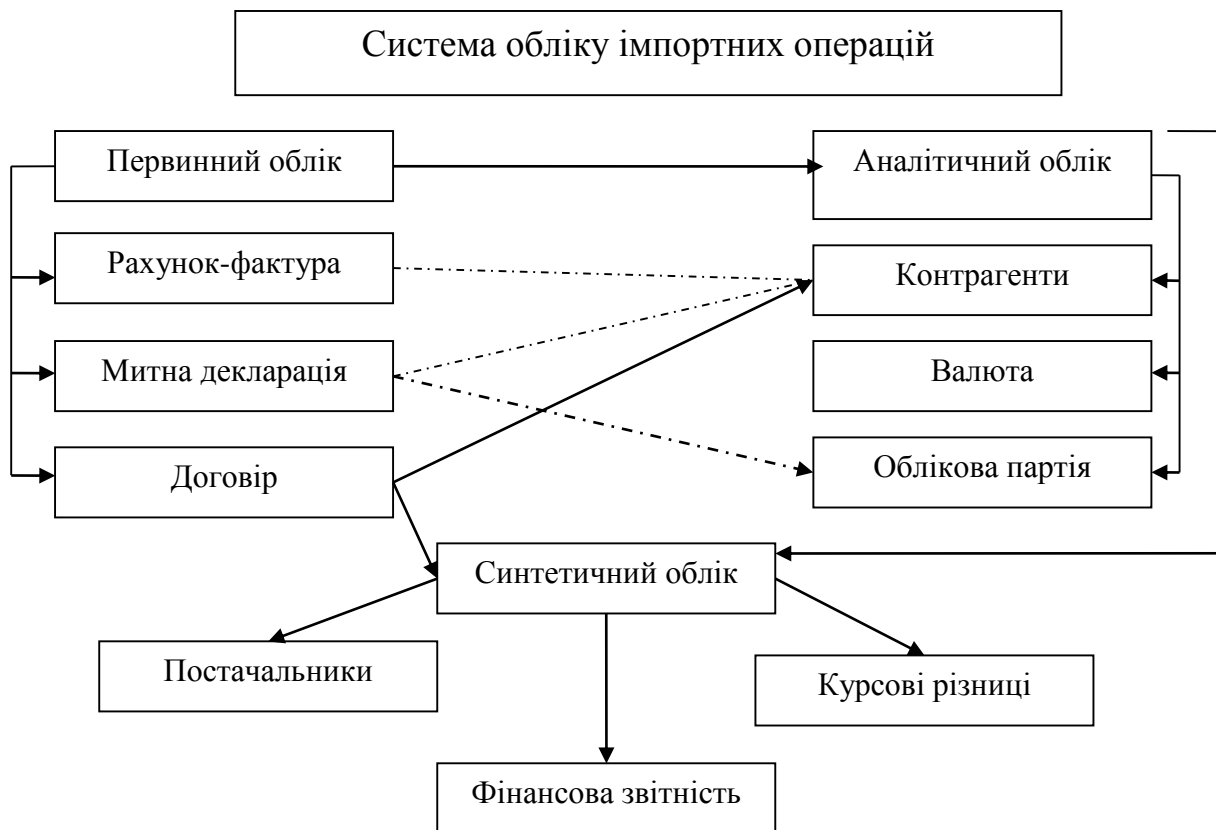 Система обліку імпортних операцій
Первинний облік
Аналітичний облік
Рахунок-фактура
Контрагенти
Митна декларація
Валюта
Договір
Облікова партія
Синтетичний облік
Постачальники
Курсові різниці
Фінансова звітність